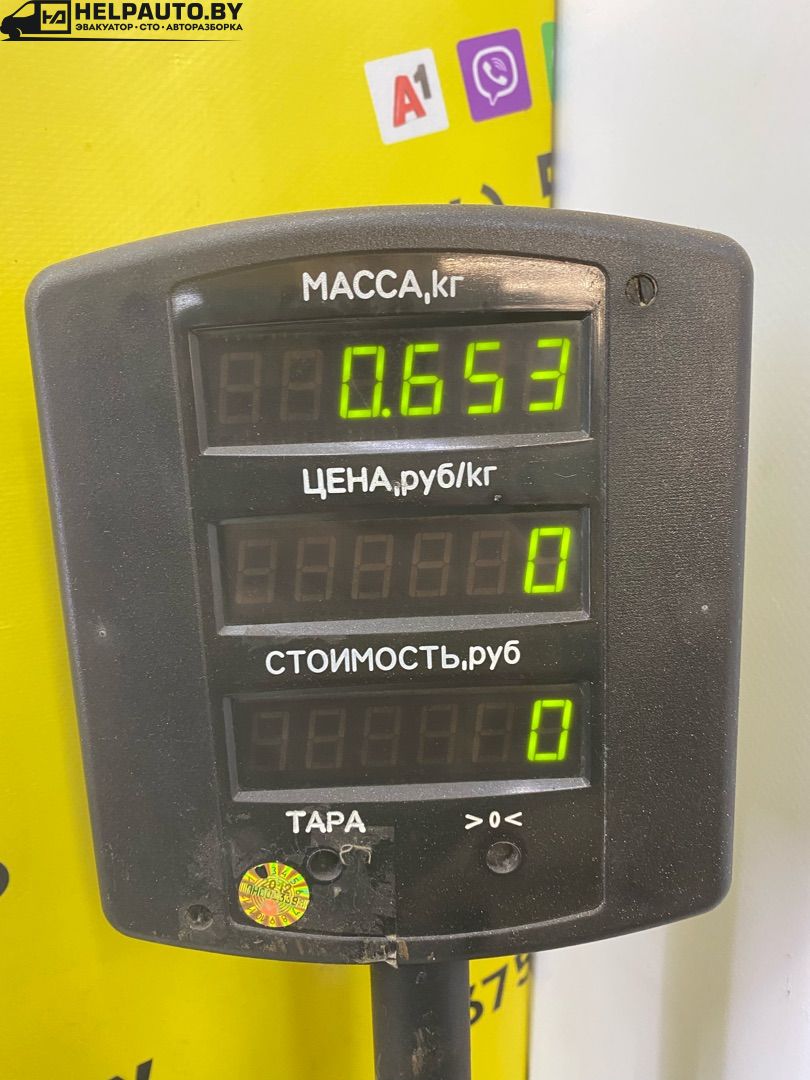 HELPAUTO.BY
ЭВАКУАТОР • СТО • АВТОРАЗБОРКА
A1
МАССА,кг
0.653
ЦЕНА,руб/кг
0
СТОИМОСТЬ,руб
0
ТАРА >0<